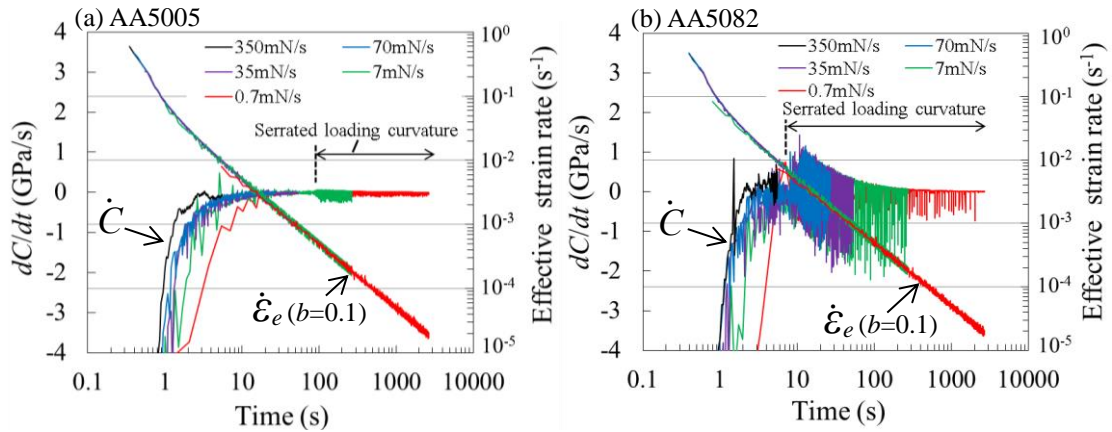 (a) AA5005
dC/dt (GPa/s)
4
3
2
1
0
-1
-2
-3
-4
350mN/s
70mN/s
35mN/s
7mN/s
0.7mN/s
Serrated loading curvature
Ċ
ε̇e (b=0.1)
10⁰
10⁻¹
10⁻²
10⁻³
10⁻⁴
10⁻⁵
Effective strain rate (s⁻¹)
0.1 1 10 100 1000 10000
Time (s)
(b) AA5082
dC/dt (GPa/s)
4
3
2
1
0
-1
-2
-3
-4
350mN/s
70mN/s
35mN/s
7mN/s
0.7mN/s
Serrated loading curvature
Ċ
ε̇e (b=0.1)
10⁰
10⁻¹
10⁻²
10⁻³
10⁻⁴
10⁻⁵
Effective strain rate (s⁻¹)
0.1 1 10 100 1000 10000
Time (s)